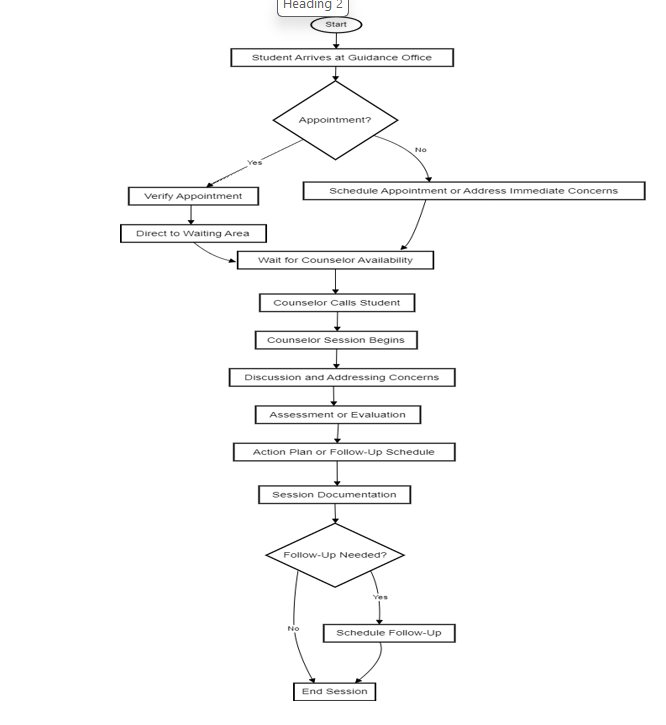 Heading 2
Start
Student Arrives at Guidance Office
Appointment?
Yes
No
Verify Appointment
Schedule Appointment or Address Immediate Concerns
Direct to Waiting Area
Wait for Counselor Availability
Counselor Calls Student
Counselor Session Begins
Discussion and Addressing Concerns
Assessment or Evaluation
Action Plan or Follow-Up Schedule
Session Documentation
Follow-Up Needed?
Yes
No
Schedule Follow-Up
End Session